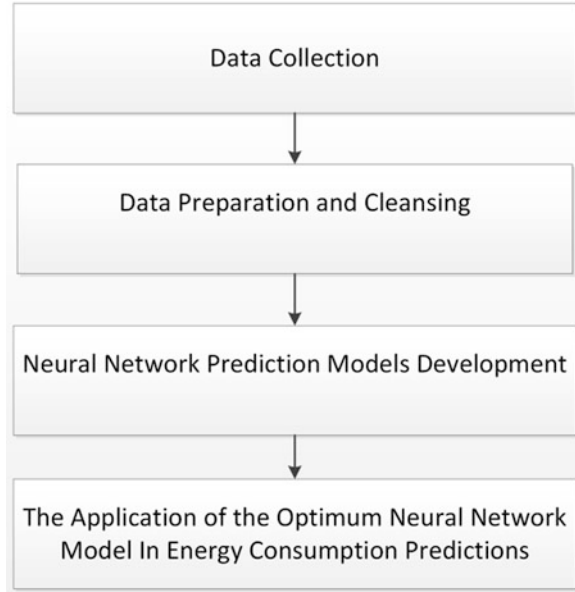 Data Collection
Data Preparation and Cleansing
Neural Network Prediction Models Development
The Application of the Optimum Neural Network
Model In Energy Consumption Predictions